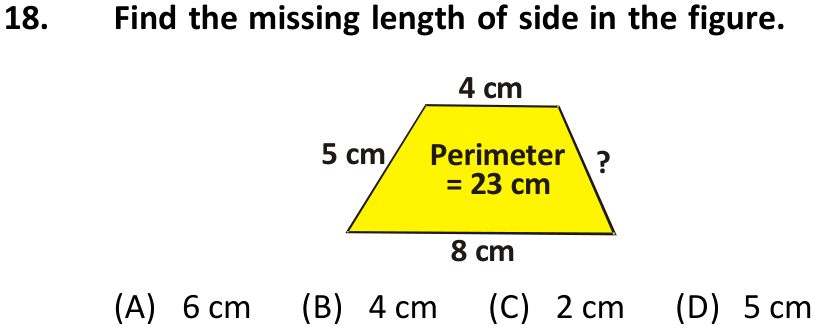 18. Find the missing length of side in the figure.
4 cm
5 cm
Perimeter
= 23 cm
?
8 cm
(A) 6 cm (B) 4 cm (C) 2 cm (D) 5 cm